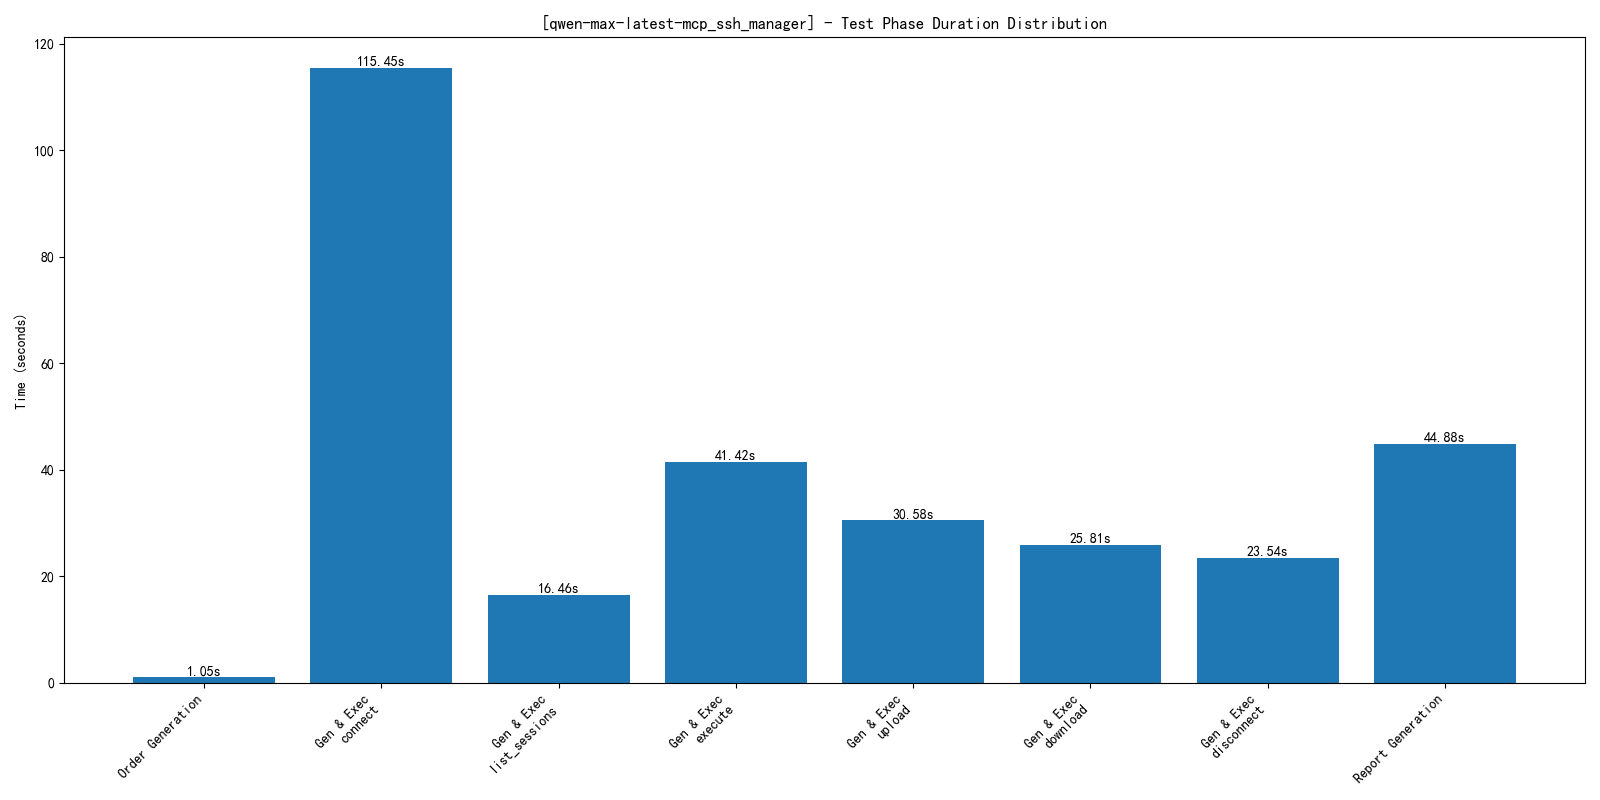 [qwen-max-latest-mcp_ssh_manager] - Test Phase Duration Distribution
Time (seconds)
120
100
80
60
40
20
0
1.05s
115.45s
16.46s
41.42s
30.58s
25.81s
23.54s
44.88s
Order Generation
Gen & Exec
connect
Gen & Exec
list_sessions
Gen & Exec
execute
Gen & Exec
upload
Gen & Exec
download
Gen & Exec
disconnect
Report Generation